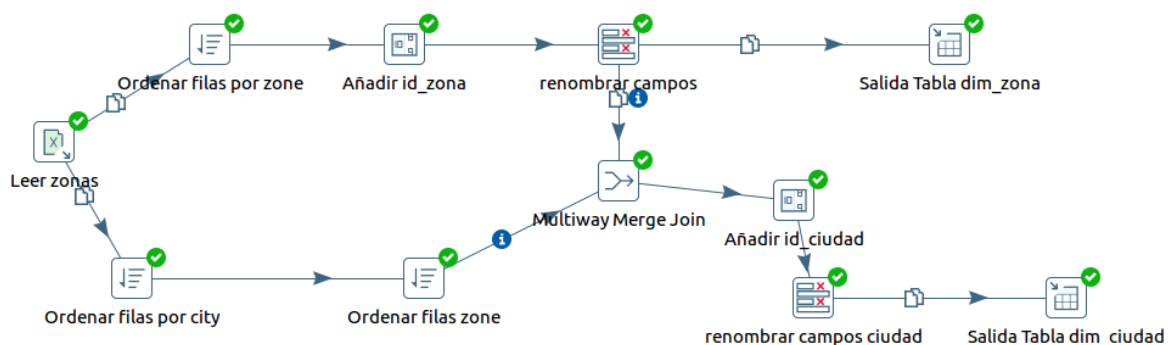 Ordenar filas por zone
Añadir id_zona
renombrar campos
Salida Tabla dim_zona
Leer zonas
Multiway Merge Join
Añadir id_ciudad
Ordenar filas por city
Ordenar filas zone
renombrar campos ciudad
Salida Tabla dim_ciudad